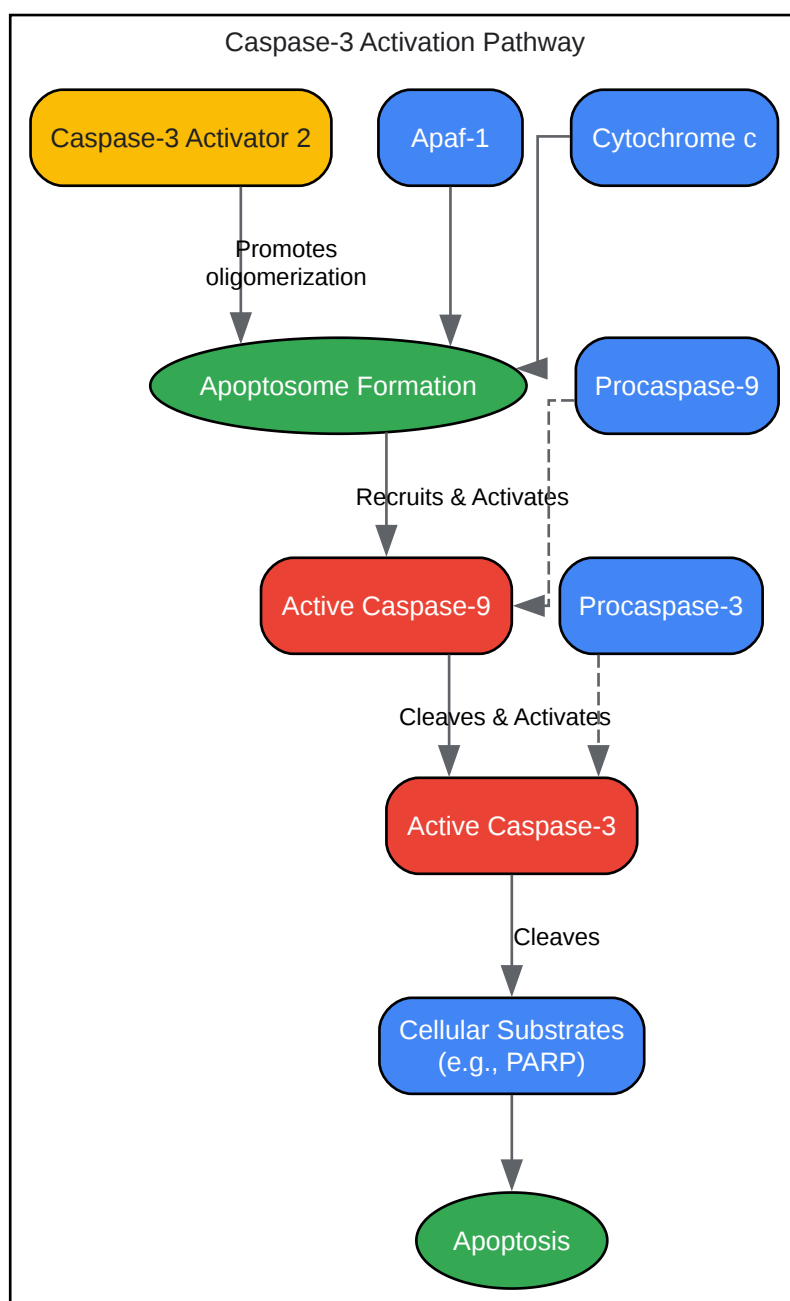 Caspase-3 Activation Pathway
Caspase-3 Activator 2
Apaf-1
Cytochrome c
Promotes
oligomerization
Apoptosome Formation
Procaspase-9
Recruits & Activates
Active Caspase-9
Procaspase-3
Cleaves & Activates
Active Caspase-3
Cleaves
Cellular Substrates
(e.g., PARP)
Apoptosis